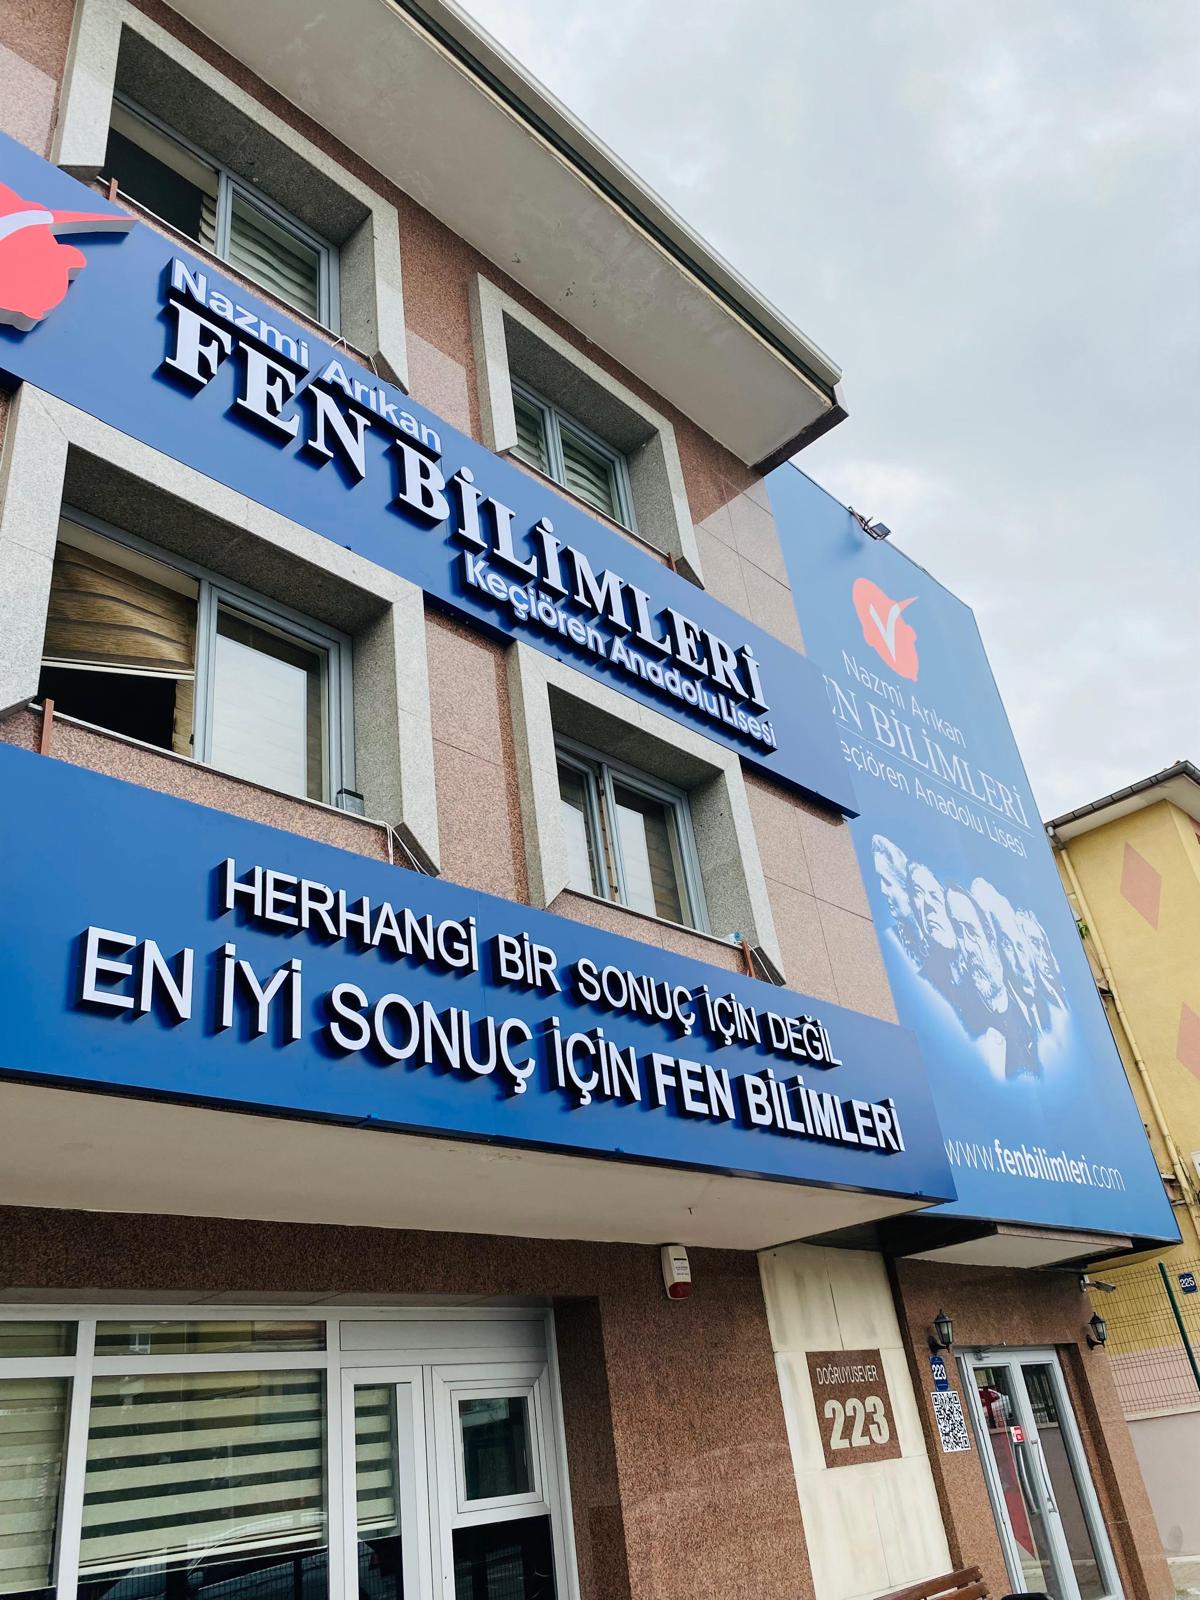 Nazmi Arıkan
FEN BİLİMLERİ
Keçiören Anadolu Lisesi
HERHANGİ BİR SONUÇ İÇİN DEĞİL
EN İYİ SONUÇ İÇİN FEN BİLİMLERİ
Nazmi Arıkan
EN BİLİMLERİ
eçiören Anadolu Lisesi
www.fenbilimleri.com
DOĞRUYUSEVER
223
223
225